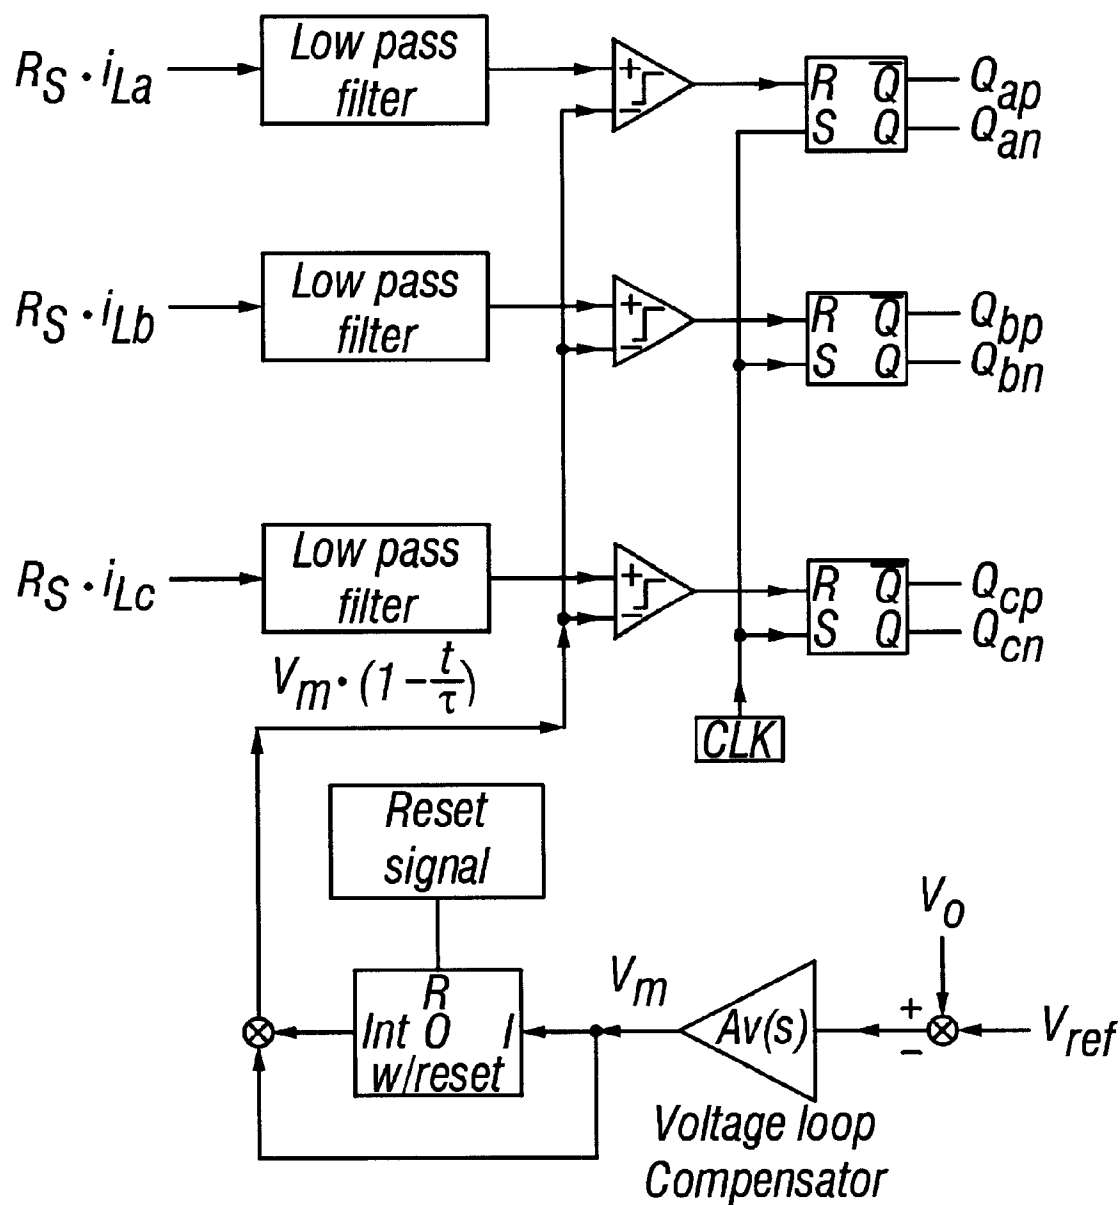 R_S · i_La
Low pass
filter
+
−
R Q̅
S Q
Q_ap
Q_an
R_S · i_Lb
Low pass
filter
+
−
R Q̅
S Q
Q_bp
Q_bn
R_S · i_Lc
Low pass
filter
+
−
R Q̅
S Q
Q_cp
Q_cn
V_m · (1 − t/τ)
CLK
Reset
signal
R
Int O I
w/reset
V_m
Av(s)
Voltage loop
Compensator
+
−
V_o
V_ref